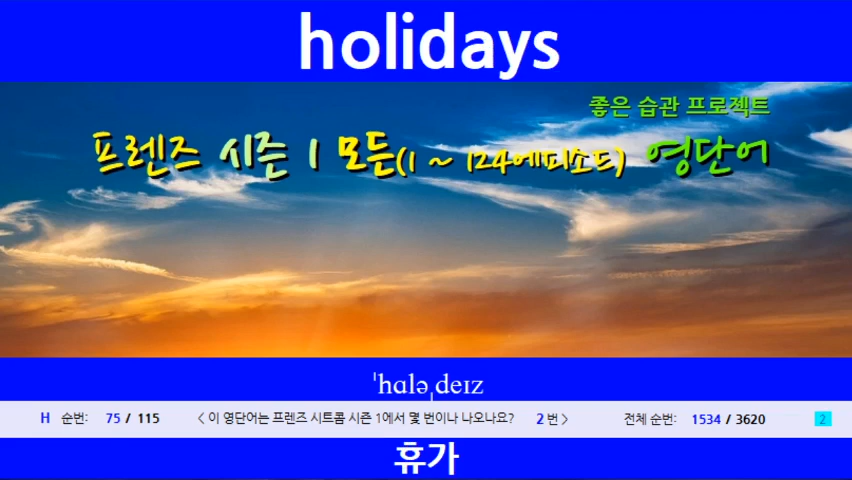 holidays
좋은 습관 프로젝트
프렌즈 시즌 1 모든(1 ~ 124에피소드) 영단어
ˈhɑləˌdeɪz
H 순번: 75 / 115 < 이 영단어는 프렌즈 시트콤 시즌 1에서 몇 번이나 나오나요? 2 번 > 전체 순번: 1534 / 3620 2
휴가